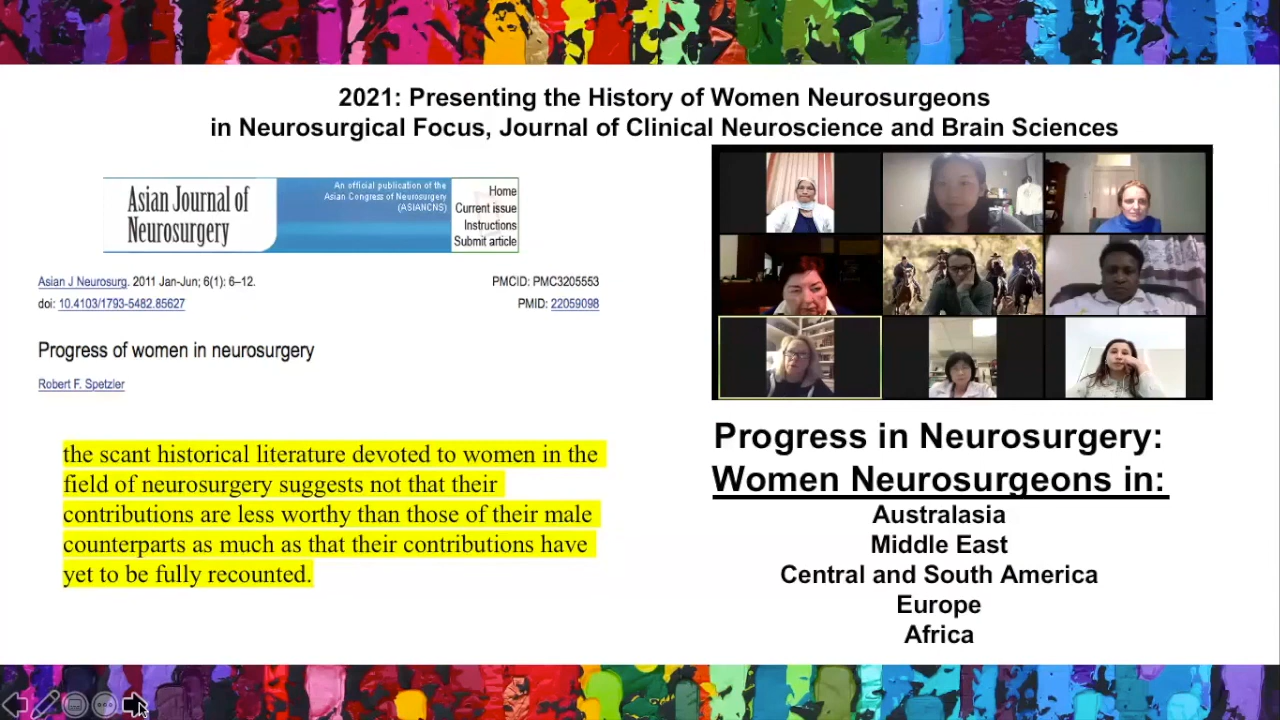 2021: Presenting the History of Women Neurosurgeons
in Neurosurgical Focus, Journal of Clinical Neuroscience and Brain Sciences
Asian Journal of
Neurosurgery
An official publication of the
Asian Congress of Neurosurgery
(ASIANCNS)
Home
Current issue
Instructions
Submit article
Asian J Neurosurg. 2011 Jan-Jun; 6(1): 6–12.
PMCID: PMC3205553
doi: 10.4103/1793-5482.85627
PMID: 22059098
Progress of women in neurosurgery
Robert F. Spetzler
the scant historical literature devoted to women in the
field of neurosurgery suggests not that their
contributions are less worthy than those of their male
counterparts as much as that their contributions have
yet to be fully recounted.
Progress in Neurosurgery:
Women Neurosurgeons in:
Australasia
Middle East
Central and South America
Europe
Africa